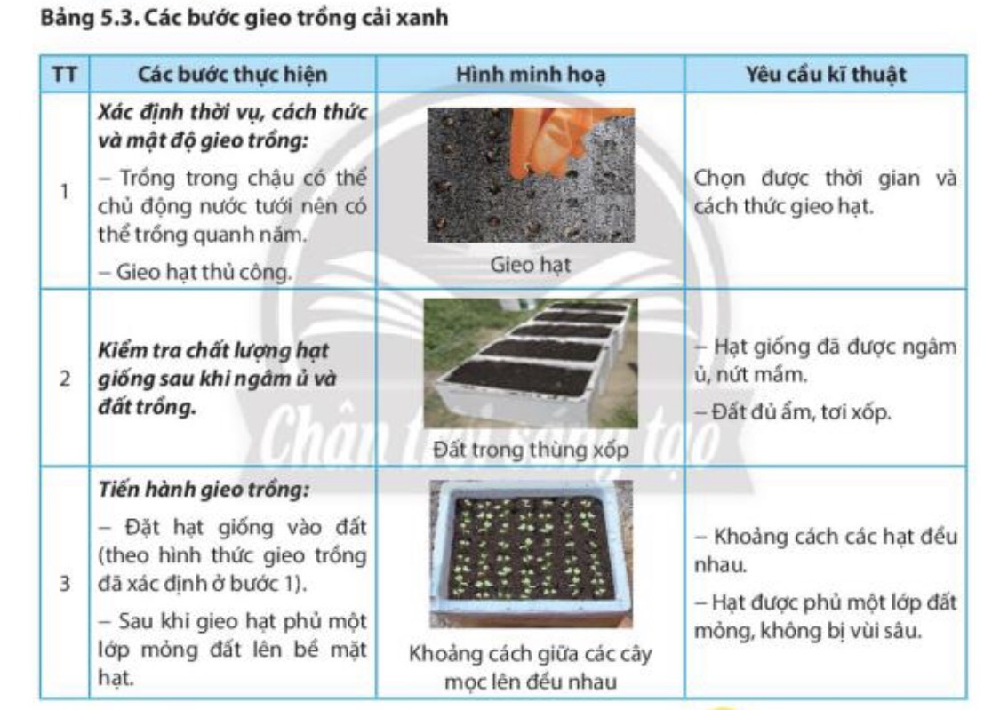 Bảng 5.3. Các bước gieo trồng cải xanh
TT
Các bước thực hiện
Hình minh hoạ
Yêu cầu kĩ thuật
1
Xác định thời vụ, cách thức
và mật độ gieo trồng:
– Trồng trong chậu có thể
chủ động nước tưới nên có
thể trồng quanh năm.
– Gieo hạt thủ công.
Gieo hạt
Chọn được thời gian và
cách thức gieo hạt.
2
Kiểm tra chất lượng hạt
giống sau khi ngâm ủ và
đất trồng.
Đất trong thùng xốp
– Hạt giống đã được ngâm
ủ, nứt mầm.
– Đất đủ ẩm, tơi xốp.
Chân trời sáng tạo
3
Tiến hành gieo trồng:
– Đặt hạt giống vào đất
(theo hình thức gieo trồng
đã xác định ở bước 1).
– Sau khi gieo hạt phủ một
lớp mỏng đất lên bề mặt
hạt.
Khoảng cách giữa các cây
mọc lên đều nhau
– Khoảng cách các hạt đều
nhau.
– Hạt được phủ một lớp đất
mỏng, không bị vùi sâu.